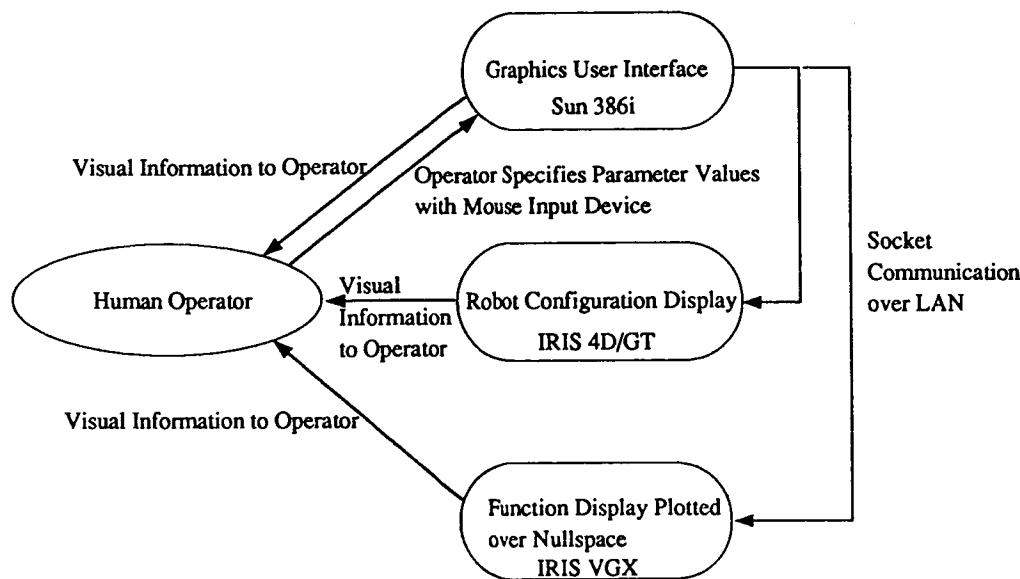 Graphics User Interface
Sun 386i
Visual Information to Operator
Operator Specifies Parameter Values
with Mouse Input Device
Socket
Communication
over LAN
Human Operator
Visual
Information
to Operator
Robot Configuration Display
IRIS 4D/GT
Visual Information to Operator
Function Display Plotted
over Nullspace
IRIS VGX